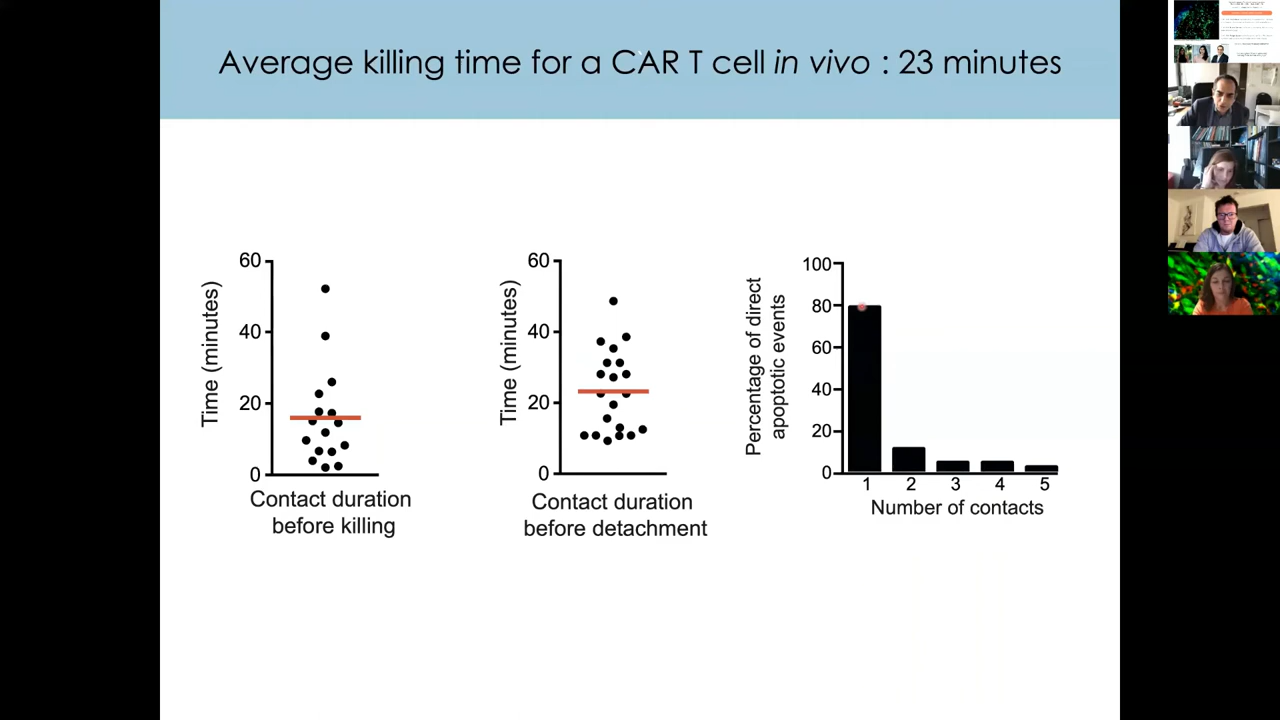 Average killing time for a CAR T cell in vivo : 23 minutes
60
40
20
0
Time (minutes)
Contact duration
before killing
60
40
20
0
Time (minutes)
Contact duration
before detachment
100
80
60
40
20
0
Percentage of direct
apoptotic events
1 2 3 4 5
Number of contacts